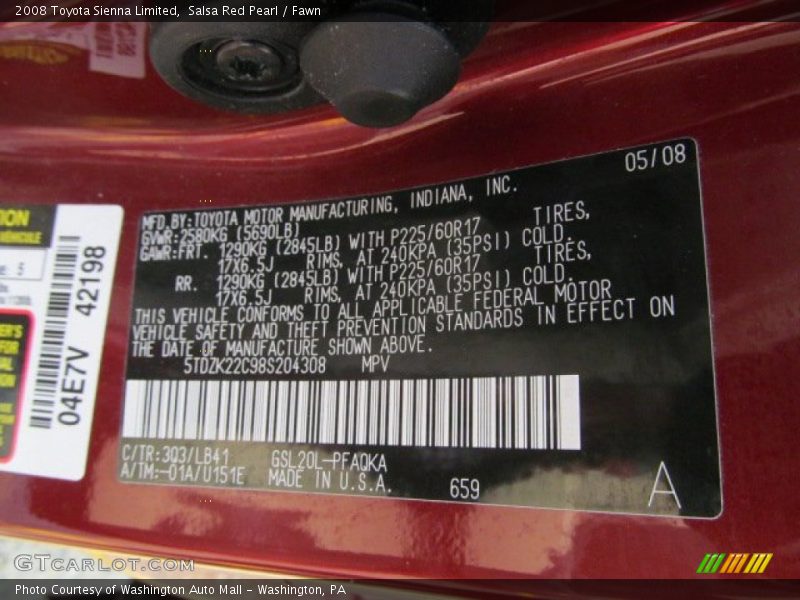 2008 Toyota Sienna Limited, Salsa Red Pearl / Fawn
05/08
MFD.BY:TOYOTA MOTOR MANUFACTURING, INDIANA, INC.
GVWR:2580KG (5690LB)
GAWR:FRT. 1290KG (2845LB) WITH P225/60R17 TIRES,
17X6.5J RIMS, AT 240KPA (35PSI) COLD.
RR. 1290KG (2845LB) WITH P225/60R17 TIRES,
17X6.5J RIMS, AT 240KPA (35PSI) COLD.
THIS VEHICLE CONFORMS TO ALL APPLICABLE FEDERAL MOTOR
VEHICLE SAFETY AND THEFT PREVENTION STANDARDS IN EFFECT ON
THE DATE OF MANUFACTURE SHOWN ABOVE.
5TDZK22C98S204308 MPV
C/TR:303/LB41 GSL20L-PFAQKA
A/TM:-01A/U151E MADE IN U.S.A. 659 A
TION
VEHICLE
5
04E7V 42198
GTCARLOT.COM
Photo Courtesy of Washington Auto Mall - Washington, PA